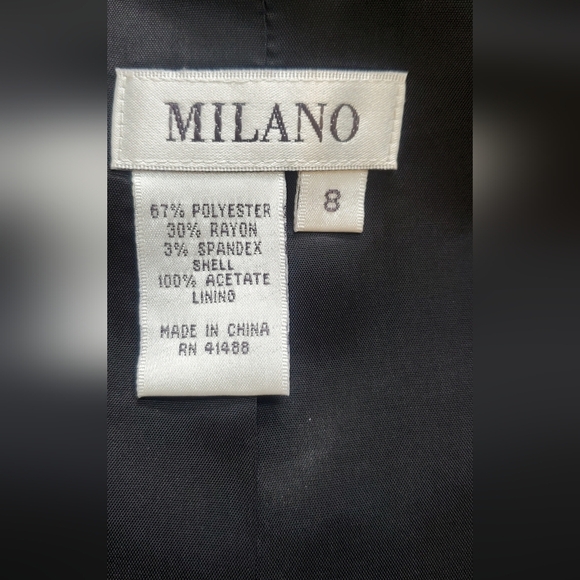 MILANO
8
67% POLYESTER
30% RAYON
3% SPANDEX
SHELL
100% ACETATE
LINING
MADE IN CHINA
RN 41488